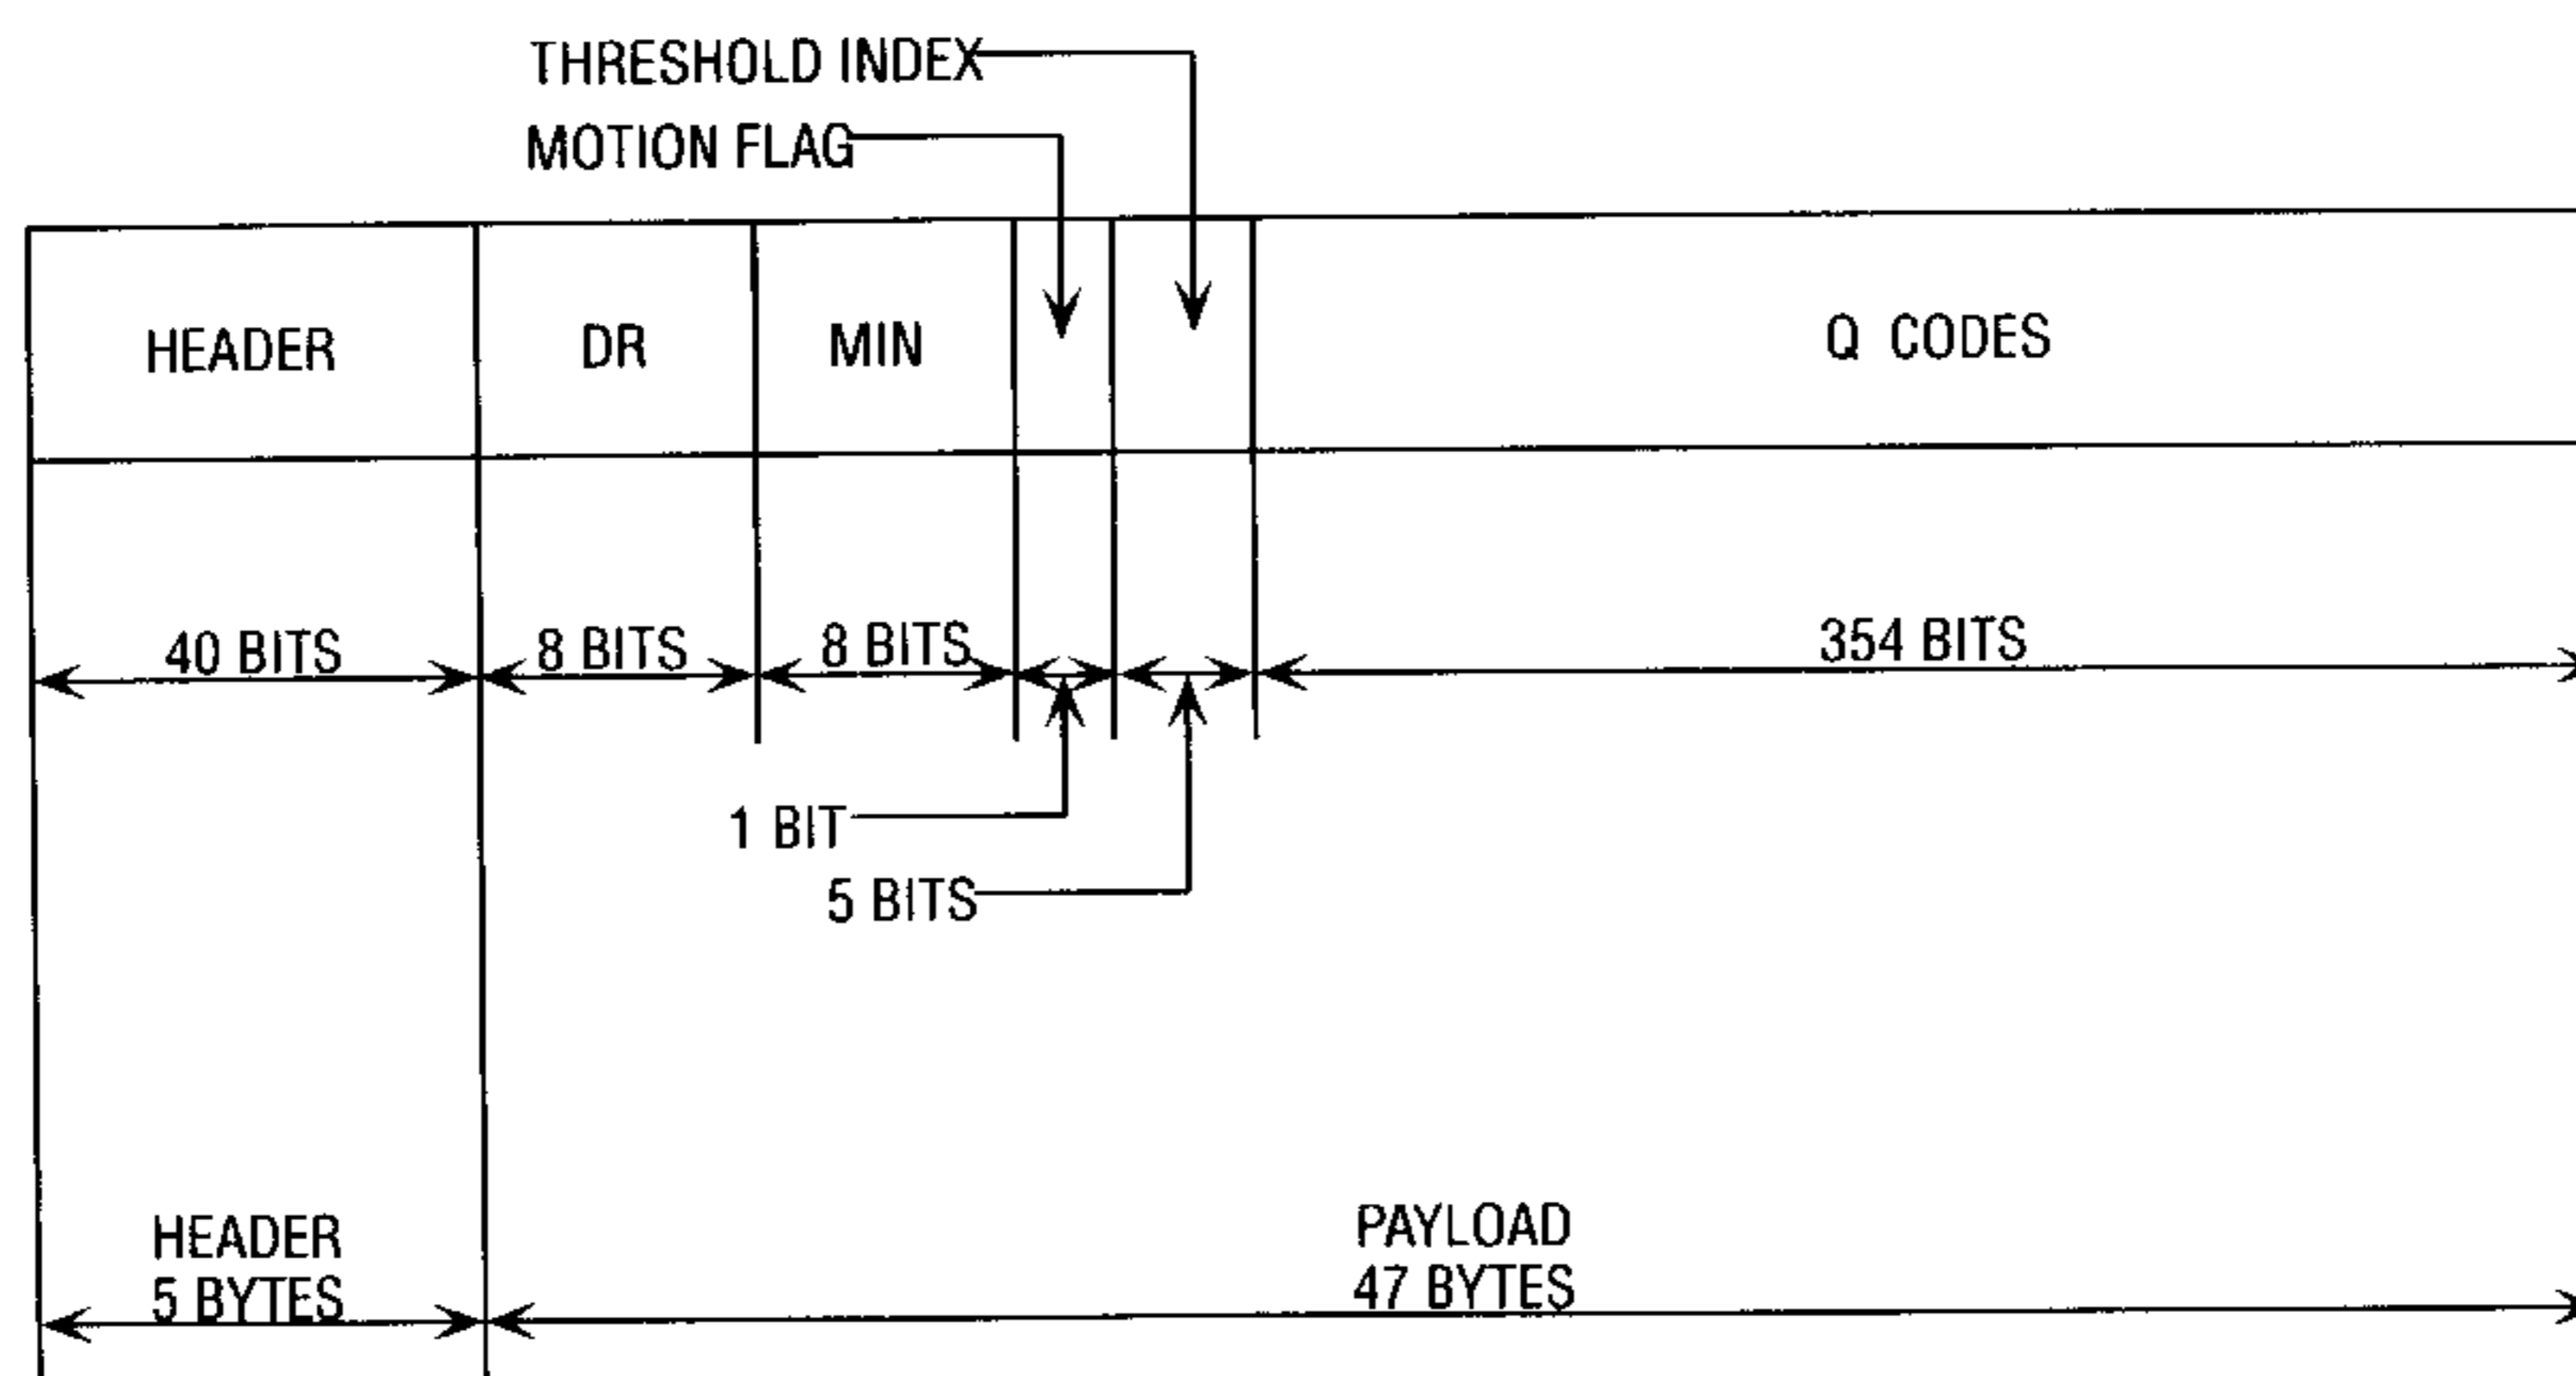 THRESHOLD INDEX
MOTION FLAG
HEADER DR MIN Q CODES
40 BITS 8 BITS 8 BITS 354 BITS
1 BIT
5 BITS
HEADER PAYLOAD
5 BYTES 47 BYTES